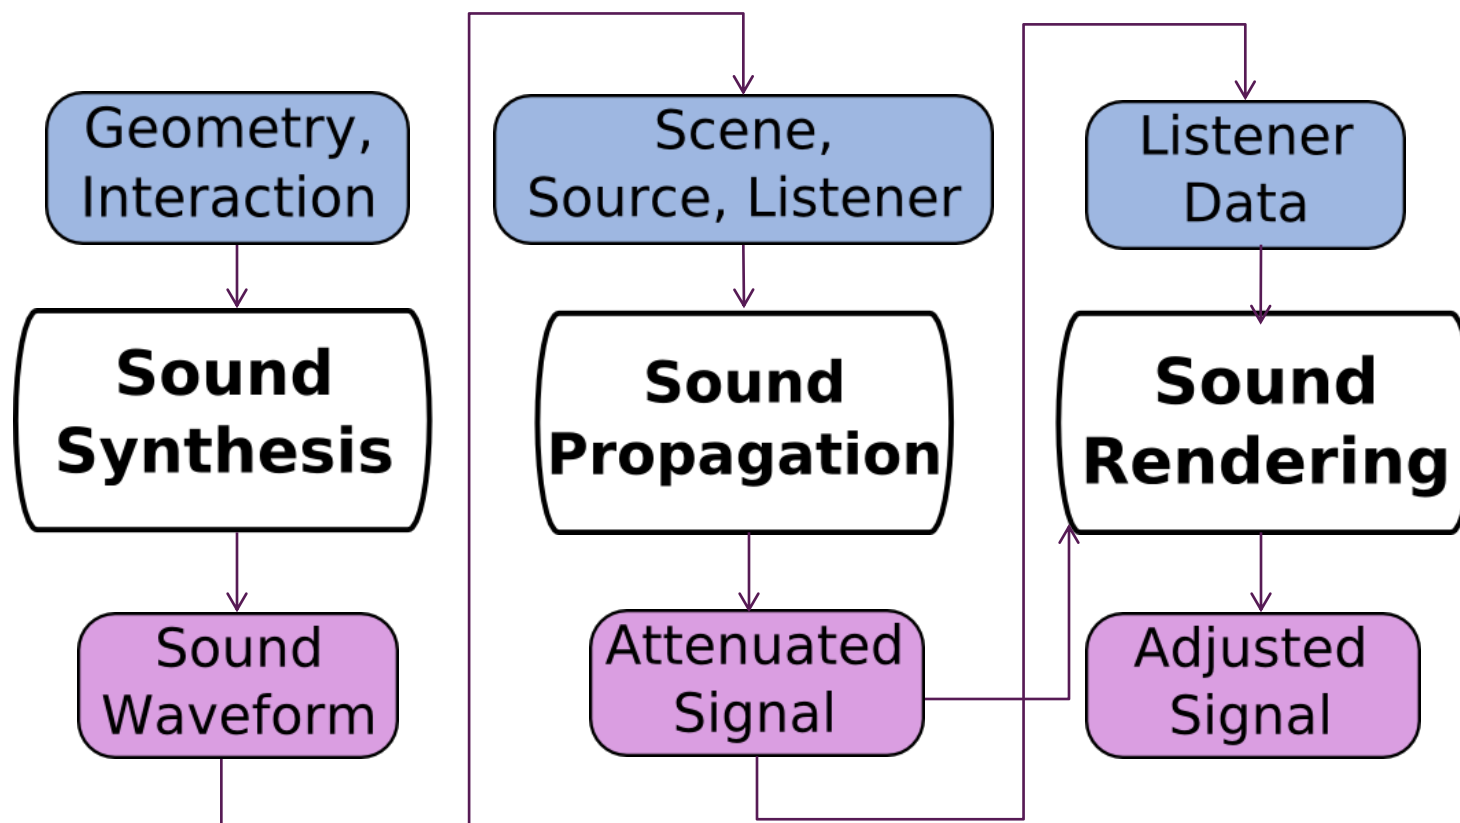 Geometry,
Interaction
Sound
Synthesis
Sound
Waveform
Scene,
Source, Listener
Sound
Propagation
Attenuated
Signal
Listener
Data
Sound
Rendering
Adjusted
Signal